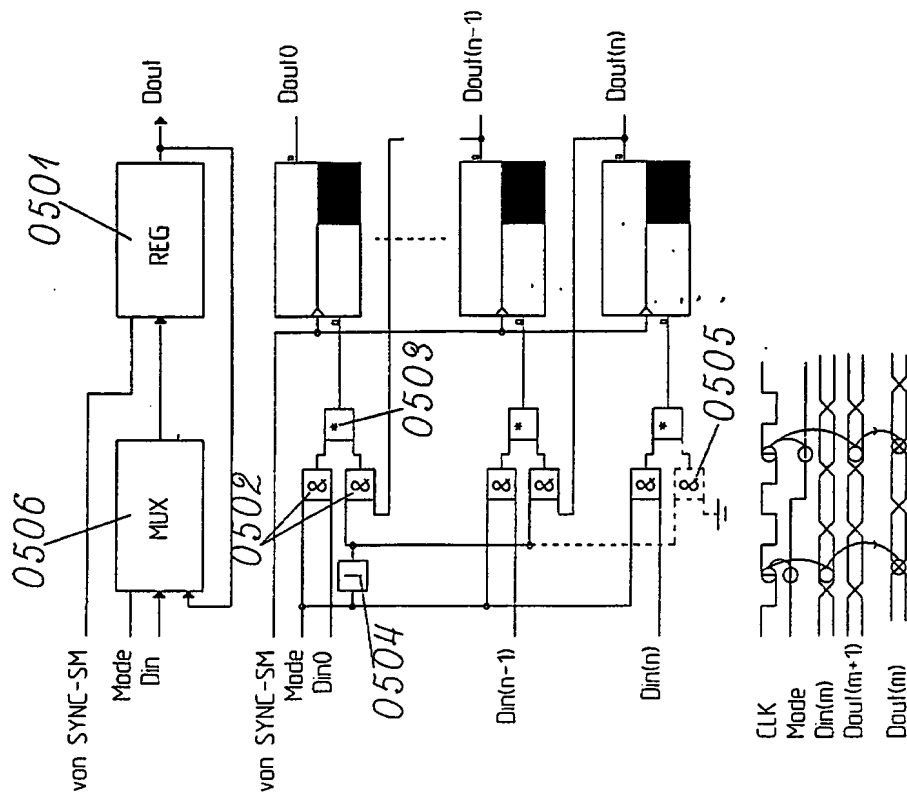 0506
0501
MUX
REG
von SYNC-SM
Mode
Din
Dout
0502
0503
0504
0505
von SYNC-SM
Mode
Din0
&
&
*
Dout0
Din(n-1)
&
&
*
Dout(n-1)
Din(n)
&
&
*
Dout(n)
CLK
Mode
Din(m)
Dout(m+1)
Dout(m)